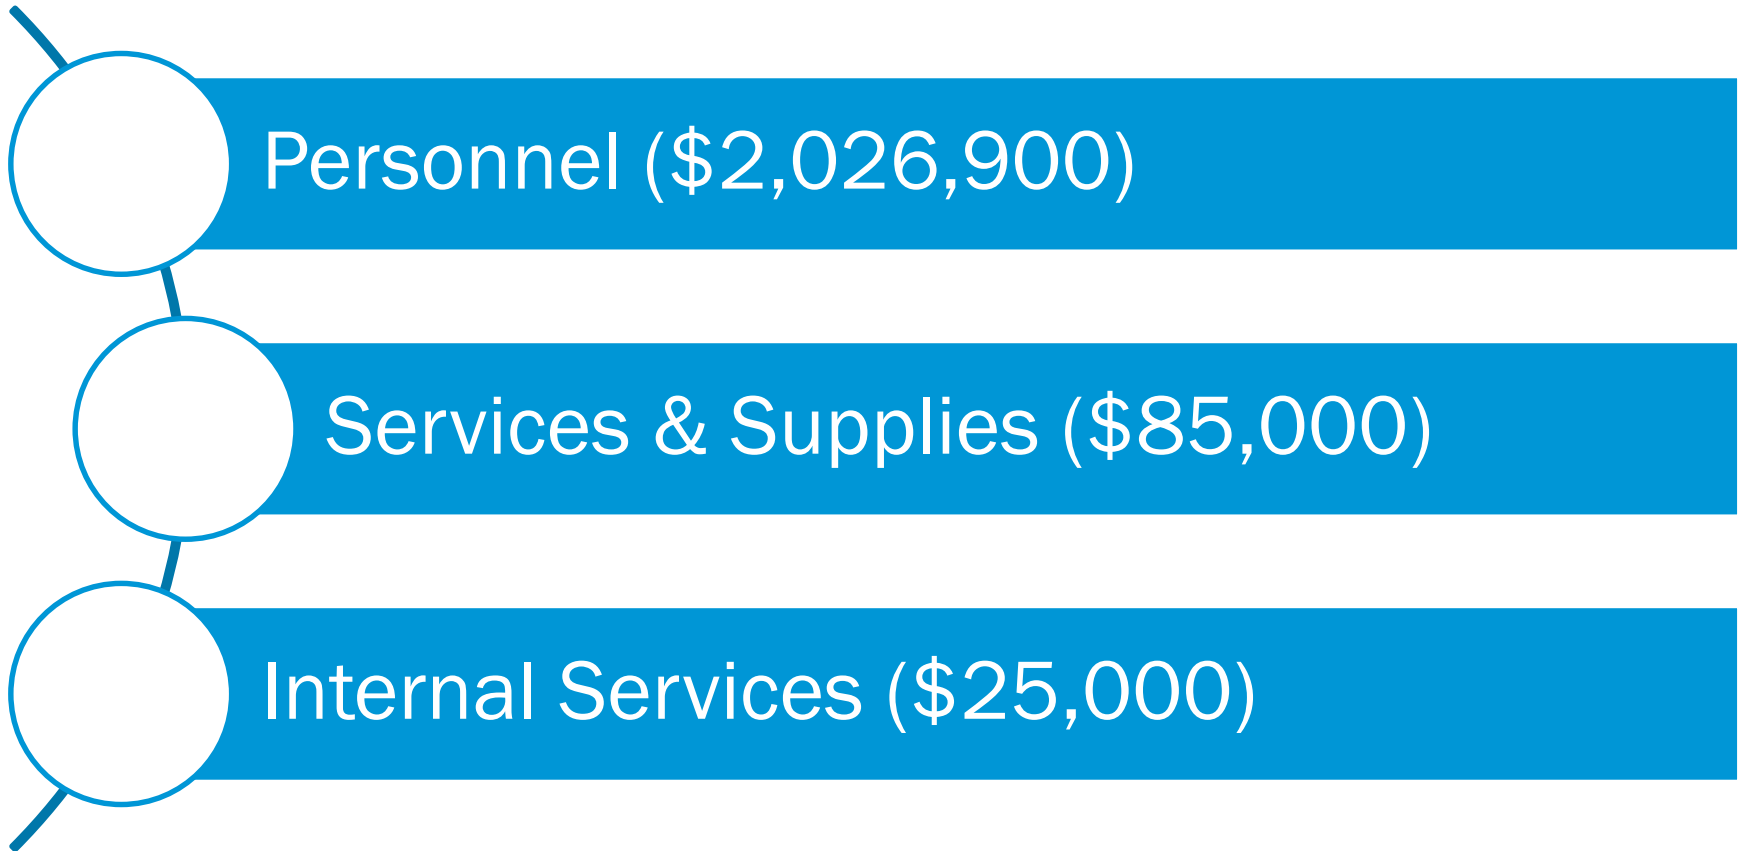 Personnel ($2,026,900)
Services & Supplies ($85,000)
Internal Services ($25,000)